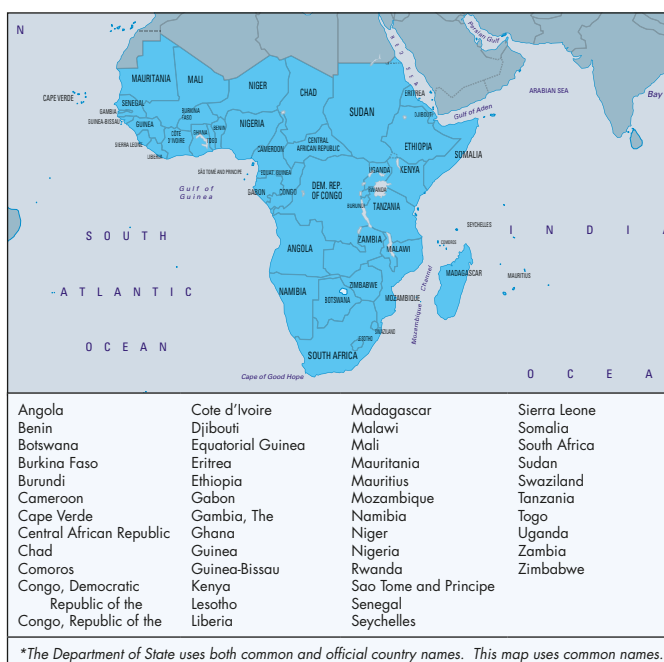 N
Persian Gulf
Red Sea
MAURITANIA
MALI
NIGER
CHAD
SUDAN
ERITREA
ARABIAN SEA
Bay
CAPE VERDE
SENEGAL
GAMBIA
GUINEA-BISSAU
GUINEA
BURKINA
FASO
BENIN
NIGERIA
Gulf of Aden
DJIBOUTI
SIERRA LEONE
CÔTE
D'IVOIRE
GHANA
TOGO
LIBERIA
CAMEROON
CENTRAL
AFRICAN REPUBLIC
ETHIOPIA
SOMALIA
SÃO TOMÉ AND PRINCIPE
EQUAT. GUINEA
GABON
CONGO
DEM. REP.
OF CONGO
UGANDA
KENYA
RWANDA
BURUNDI
TANZANIA
Gulf of
Guinea
SEYCHELLES
SOUTH
INDIA
ANGOLA
ZAMBIA
MALAWI
COMOROS
MADAGASCAR
MAURITIUS
ATLANTIC
NAMIBIA
ZIMBABWE
BOTSWANA
MOZAMBIQUE
Mozambique Channel
SWAZILAND
LESOTHO
OCEAN
SOUTH AFRICA
Cape of Good Hope
OCEA
Angola
Benin
Botswana
Burkina Faso
Burundi
Cameroon
Cape Verde
Central African Republic
Chad
Comoros
Congo, Democratic
Republic of the
Congo, Republic of the
Cote d'Ivoire
Djibouti
Equatorial Guinea
Eritrea
Ethiopia
Gabon
Gambia, The
Ghana
Guinea
Guinea-Bissau
Kenya
Lesotho
Liberia
Madagascar
Malawi
Mali
Mauritania
Mauritius
Mozambique
Namibia
Niger
Nigeria
Rwanda
Sao Tome and Principe
Senegal
Seychelles
Sierra Leone
Somalia
South Africa
Sudan
Swaziland
Tanzania
Togo
Uganda
Zambia
Zimbabwe
*The Department of State uses both common and official country names. This map uses common names.